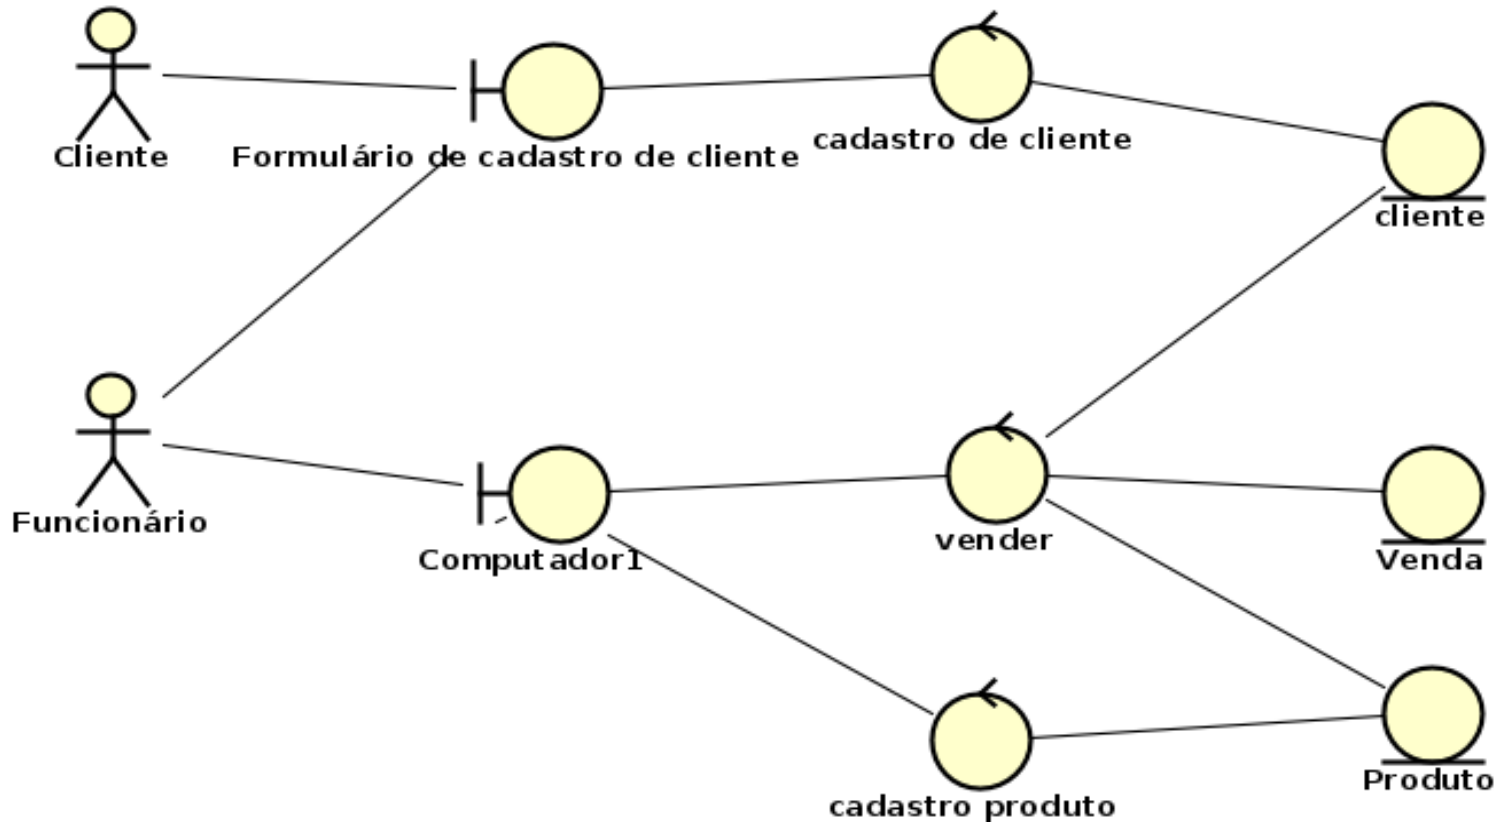 Cliente
Formulário de cadastro de cliente
cadastro de cliente
cliente
Funcionário
Computador1
vender
Venda
cadastro produto
Produto